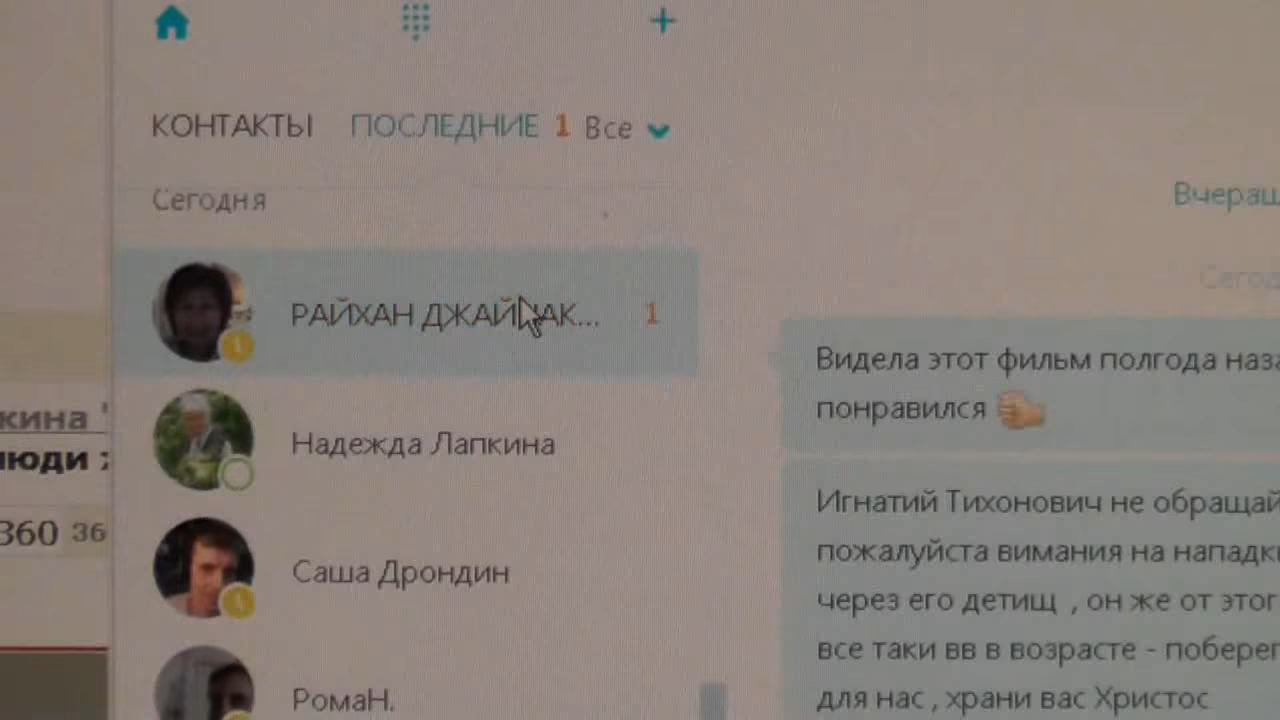 КОНТАКТЫ ПОСЛЕДНИЕ 1 Все
Сегодня
РАЙХАН ДЖАЙ... 1
Надежда Лапкина
Саша Дрондин
РомаН.
кина
люди
360 36
Вчераш
Сегод
Видела этот фильм полгода наза
понравился
Игнатий Тихонович не обращай
пожалуйста вимания на нападк
через его детищ , он же от этог
все таки вв в возрасте - поберег
для нас , храни вас Христос